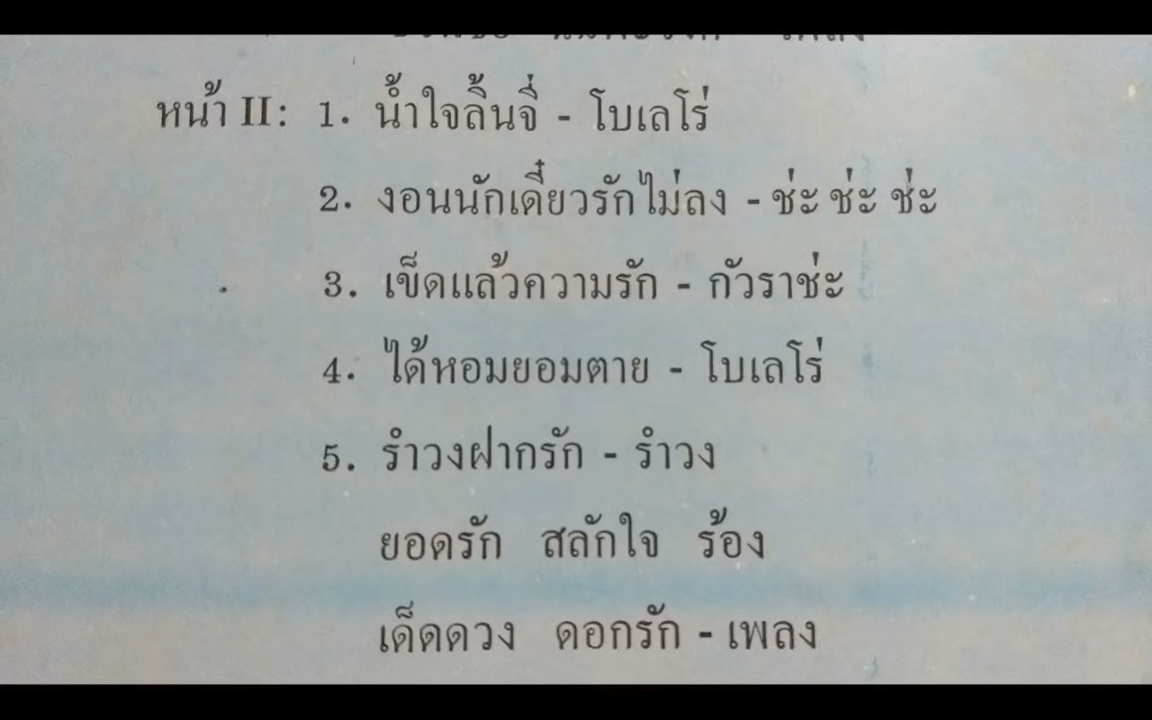 หน้า II: 1. น้ำใจลิ้นจี่ - โบเลโร่
2. งอนนักเดี๋ยวรักไม่ลง - ช่ะ ช่ะ ช่ะ
3. เข็ดแล้วความรัก - กัวราช่ะ
4. ได้หอมยอมตาย - โบเลโร่
5. รำวงฝากรัก - รำวง
ยอดรัก สลักใจ ร้อง
เด็ดดวง ดอกรัก - เพลง